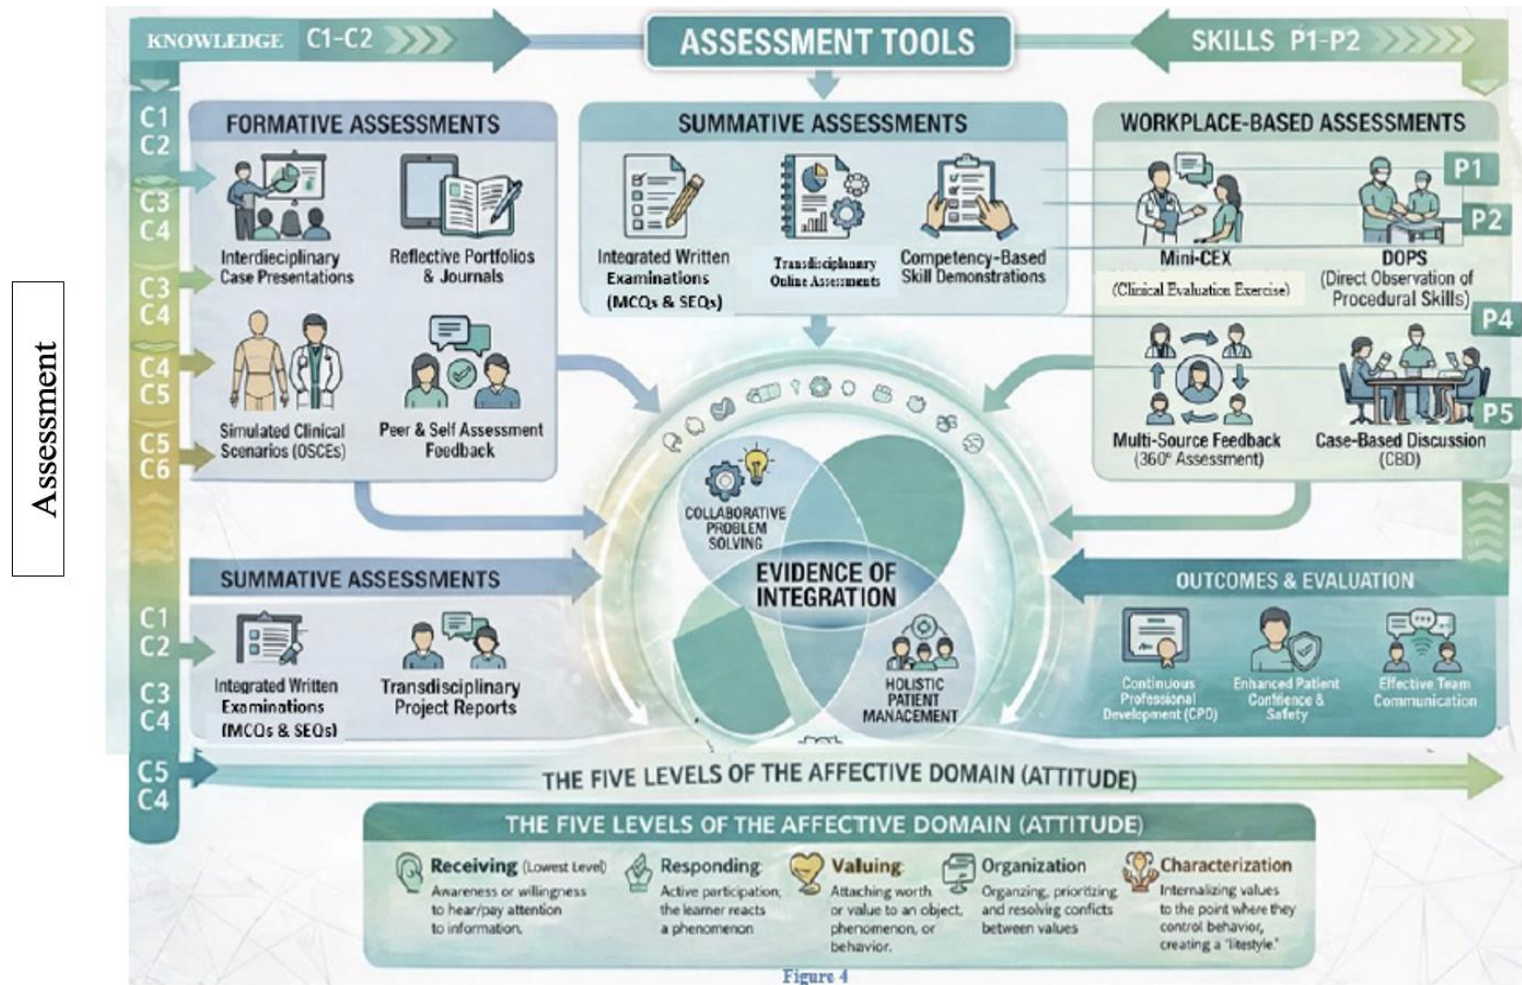 Assessment
KNOWLEDGE C1-C2
ASSESSMENT TOOLS
SKILLS P1-P2
C1
C2
C3
C4
C3
C4
C4
C5
C5
C6
C1
C2
C3
C4
C5
C4
FORMATIVE ASSESSMENTS
Interdieciplinary
Case Presentations
Reflective Portfolios
& Journals
Simulated Clinical
Scenarios (OSCEs)
Peer & Self Assessment
Feedback
SUMMATIVE ASSESSMENTS
Integrated Written
Examinations
(MCQs & SEQs)
Transdisciplanary
Online Assessments
Competency-Based
Skill Demonstrations
WORKPLACE-BASED ASSESSMENTS
Mini-CEX
(Clinical Evaluation Exercise)
DOPS
(Direct Observation of
Procedural Skills)
Multi-Source Feedback
(360° Assessment)
Case-Based Discussion
(CBD)
P1
P2
P4
P5
COLLABORATIVE
PROBLEM
SOLVING
EVIDENCE OF
INTEGRATION
HOLISTIC
PATIENT
MANAGEMENT
SUMMATIVE ASSESSMENTS
Integrated Written
Examinations
(MCQs & SEQs)
Transdisciplinary
Project Reports
OUTCOMES & EVALUATION
Continuous
Professional
Development (CPD)
Enhanced Patient
Confience &
Safety
Effective Team
Communication
THE FIVE LEVELS OF THE AFFECTIVE DOMAIN (ATTITUDE)
THE FIVE LEVELS OF THE AFFECTIVE DOMAIN (ATTITUDE)
Receiving (Lowest Level)
Awareness or willingness
to hear/pay attention
to information.
Responding:
Active participation;
the learner reacts
a phenomenon
Valuing:
Attaching worth
or value to an object,
phenomenon, or
behavior.
Organization
Organzing, prioritizing,
and resolving conficts
between values
Characterization
Internalizing values
to the point where they
control behavior,
creating a "litestyle."
Figure 4